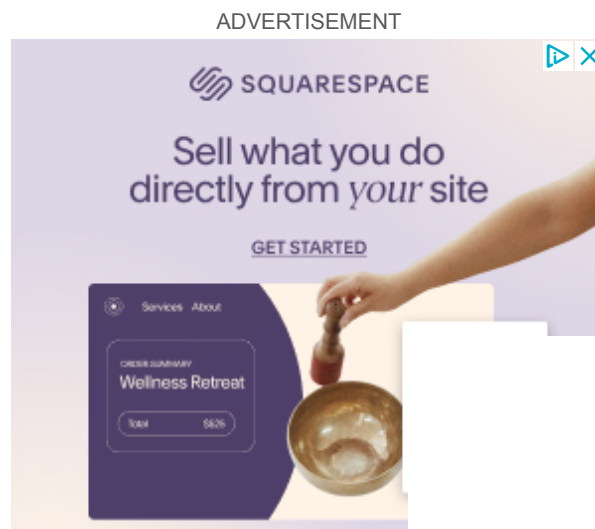 ADVERTISEMENT
SQUARESPACE
Sell what you do
directly from your site
GET STARTED
Services About
ORDER SUMMARY
Wellness Retreat
Total